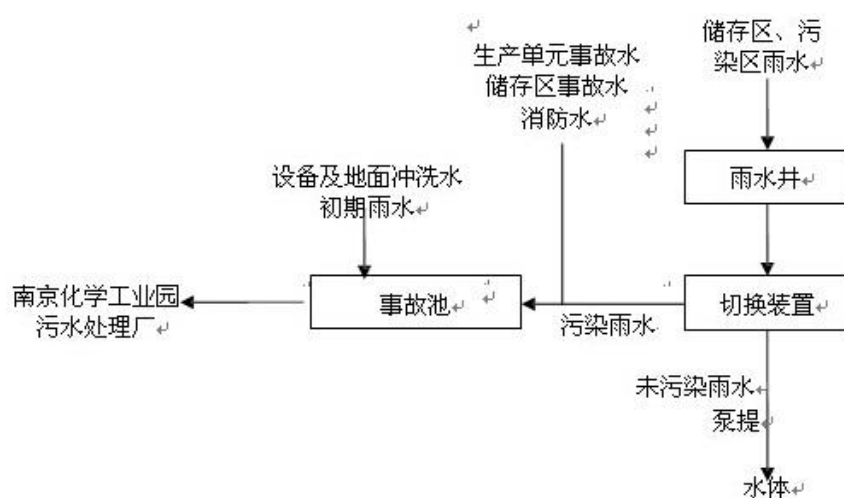 生产单元事故水
储存区事故水
消防水
储存区、污
染区雨水
雨水井
设备及地面冲洗水
初期雨水
南京化学工业园
污水处理厂
事故池
污染雨水
切换装置
未污染雨水
泵提
水体